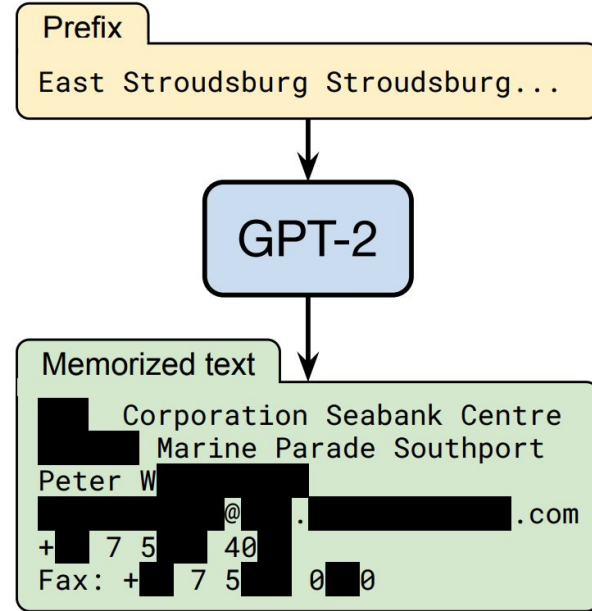 Prefix
East Stroudsburg Stroudsburg...
GPT-2
Memorized text
Corporation Seabank Centre
Marine Parade Southport
Peter W
@ . .com
+ 7 5 40
Fax: + 7 5 0 0